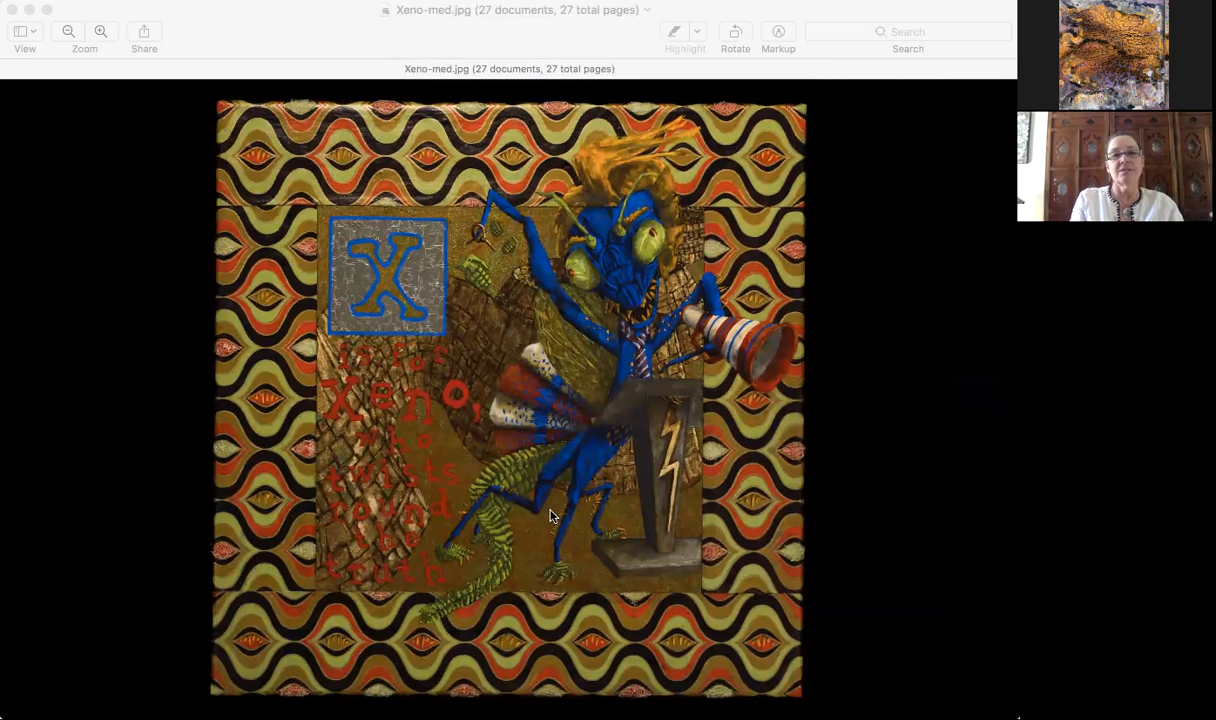 Xeno-med.jpg (27 documents, 27 total pages)
View
Zoom
Share
Highlight
Rotate
Markup
Search
Search
Xeno-med.jpg (27 documents, 27 total pages)
X
is for
Xeno,
who
twists
round
the
truth